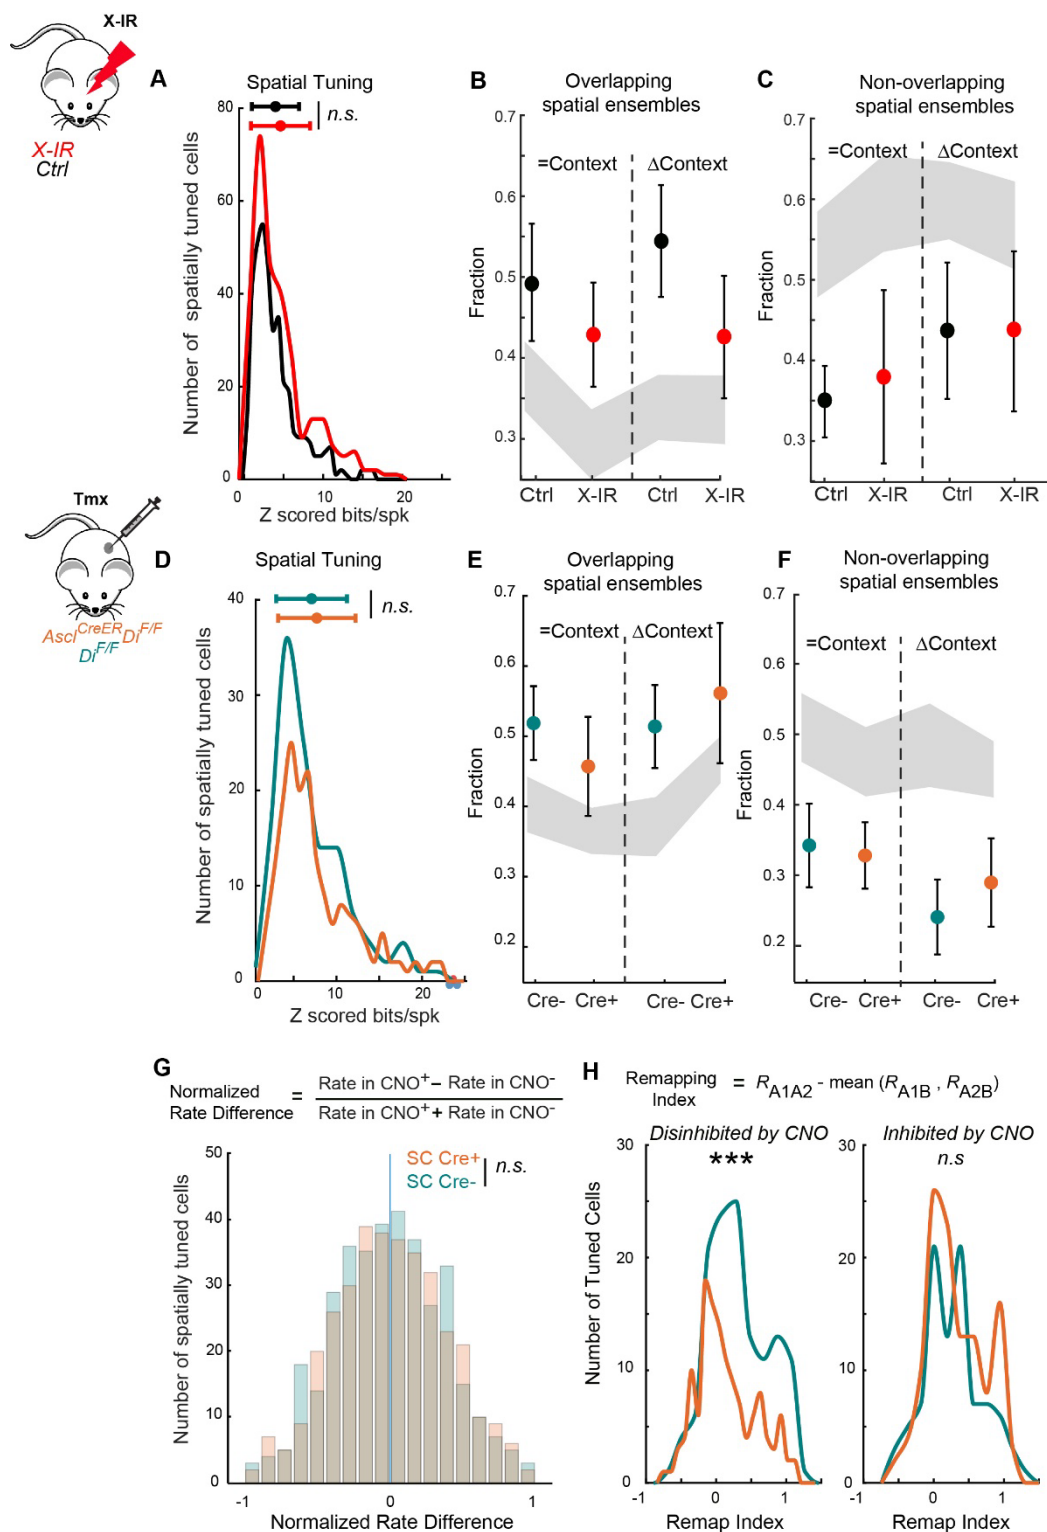 X-IR
X-IR
Ctrl
A
Spatial Tuning
n.s.
Number of spatially tuned cells
80
60
40
20
0
0
10
20
Z scored bits/spk
B
Overlapping
spatial ensembles
=Context
ΔContext
Fraction
0.7
0.6
0.5
0.4
0.3
Ctrl
X-IR
Ctrl
X-IR
C
Non-overlapping
spatial ensembles
=Context
ΔContext
Fraction
0.7
0.6
0.5
0.4
0.3
Ctrl
X-IR
Ctrl
X-IR
Tmx
Ascl^CreER Di^F/F
Di^F/F
D
Spatial Tuning
n.s.
Number of spatially tuned cells
40
30
20
10
0
0
10
20
Z scored bits/spk
E
Overlapping
spatial ensembles
=Context
ΔContext
Fraction
0.7
0.6
0.5
0.4
0.3
0.2
Cre-
Cre+
Cre-
Cre+
F
Non-overlapping
spatial ensembles
=Context
ΔContext
Fraction
0.7
0.6
0.5
0.4
0.3
0.2
Cre-
Cre+
Cre-
Cre+
G
Normalized
Rate Difference
=
Rate in CNO⁺ − Rate in CNO⁻
Rate in CNO⁺ + Rate in CNO⁻
SC Cre+
SC Cre-
n.s.
Number of spatially tuned cells
50
40
30
20
10
0
-1
0
1
Normalized Rate Difference
H
Remapping
Index
= R_A1A2 - mean (R_A1B , R_A2B)
Disinhibited by CNO
***
Number of Tuned Cells
30
20
10
0
-1
0
1
Remap Index
Inhibited by CNO
n.s
30
20
10
0
-1
0
1
Remap Index